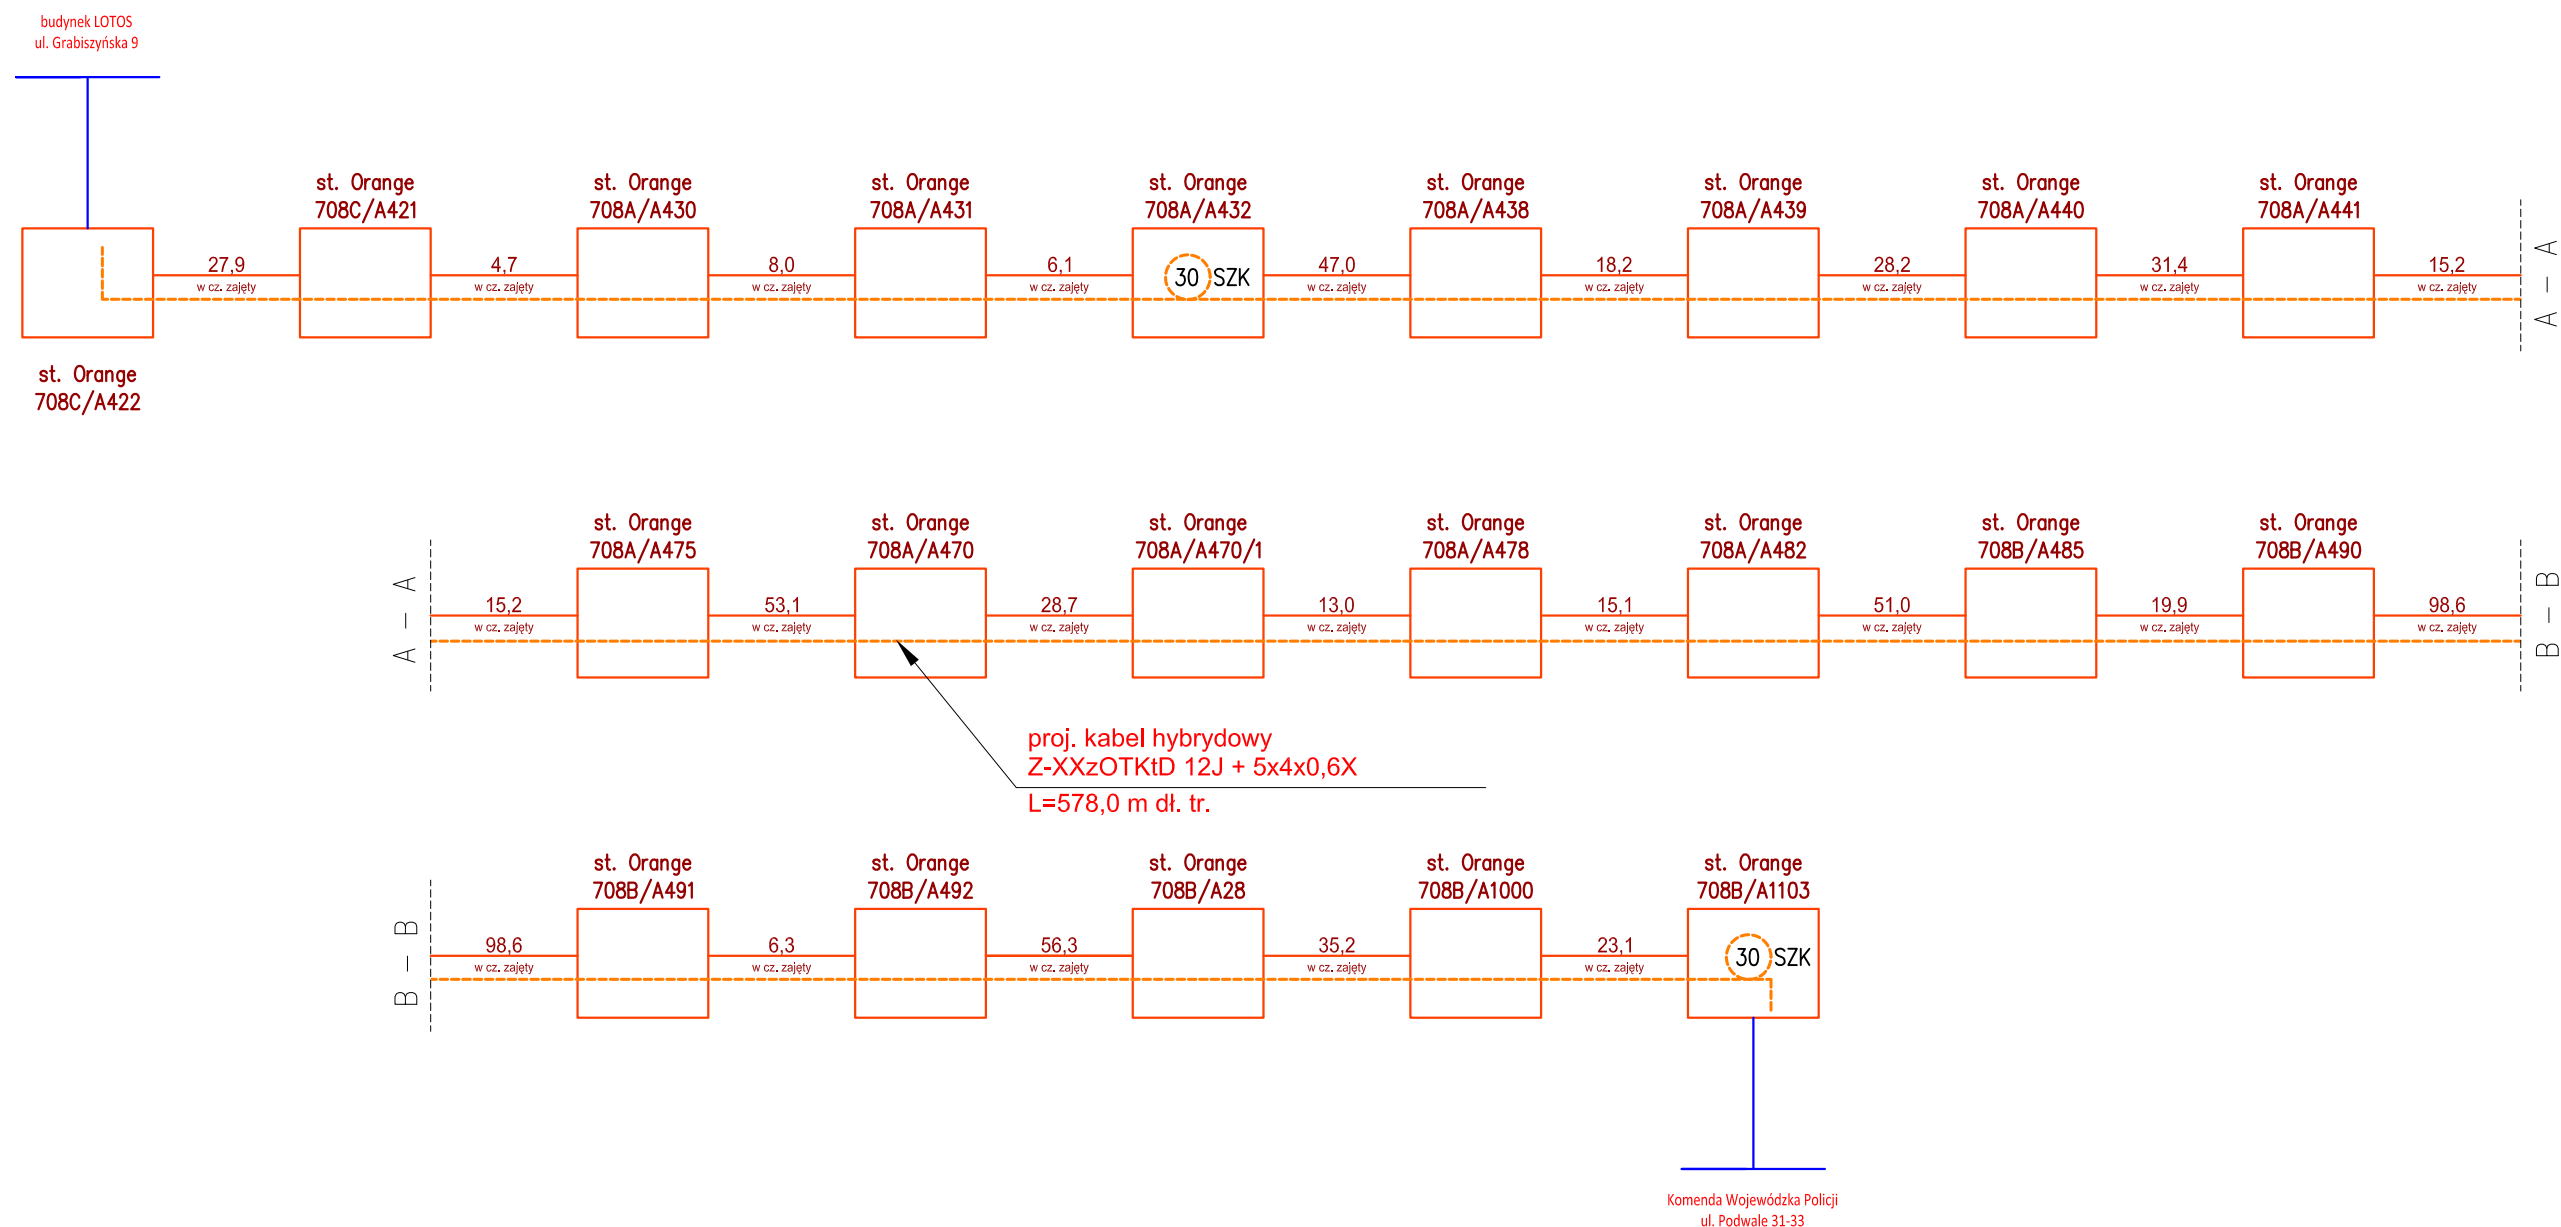 budynek LOTOS
ul. Grabiszyńska 9
st. Orange
708C/A421
st. Orange
708A/A430
st. Orange
708A/A431
st. Orange
708A/A432
st. Orange
708A/A438
st. Orange
708A/A439
st. Orange
708A/A440
st. Orange
708A/A441
27,9
w cz. zajęty
4,7
w cz. zajęty
8,0
w cz. zajęty
6,1
w cz. zajęty
30 SZK
47,0
w cz. zajęty
18,2
w cz. zajęty
28,2
w cz. zajęty
31,4
w cz. zajęty
15,2
w cz. zajęty
A - A
st. Orange
708C/A422
st. Orange
708A/A475
st. Orange
708A/A470
st. Orange
708A/A470/1
st. Orange
708A/A478
st. Orange
708A/A482
st. Orange
708B/A485
st. Orange
708B/A490
A - A
15,2
w cz. zajęty
53,1
w cz. zajęty
28,7
w cz. zajęty
13,0
w cz. zajęty
15,1
w cz. zajęty
51,0
w cz. zajęty
19,9
w cz. zajęty
98,6
w cz. zajęty
B - B
proj. kabel hybrydowy
Z-XXzOTKtD 12J + 5x4x0,6X
L=578,0 m dł. tr.
st. Orange
708B/A491
st. Orange
708B/A492
st. Orange
708B/A28
st. Orange
708B/A1000
st. Orange
708B/A1103
B - B
98,6
w cz. zajęty
6,3
w cz. zajęty
56,3
w cz. zajęty
35,2
w cz. zajęty
23,1
w cz. zajęty
30 SZK
Komenda Wojewódzka Policji
ul. Podwale 31-33